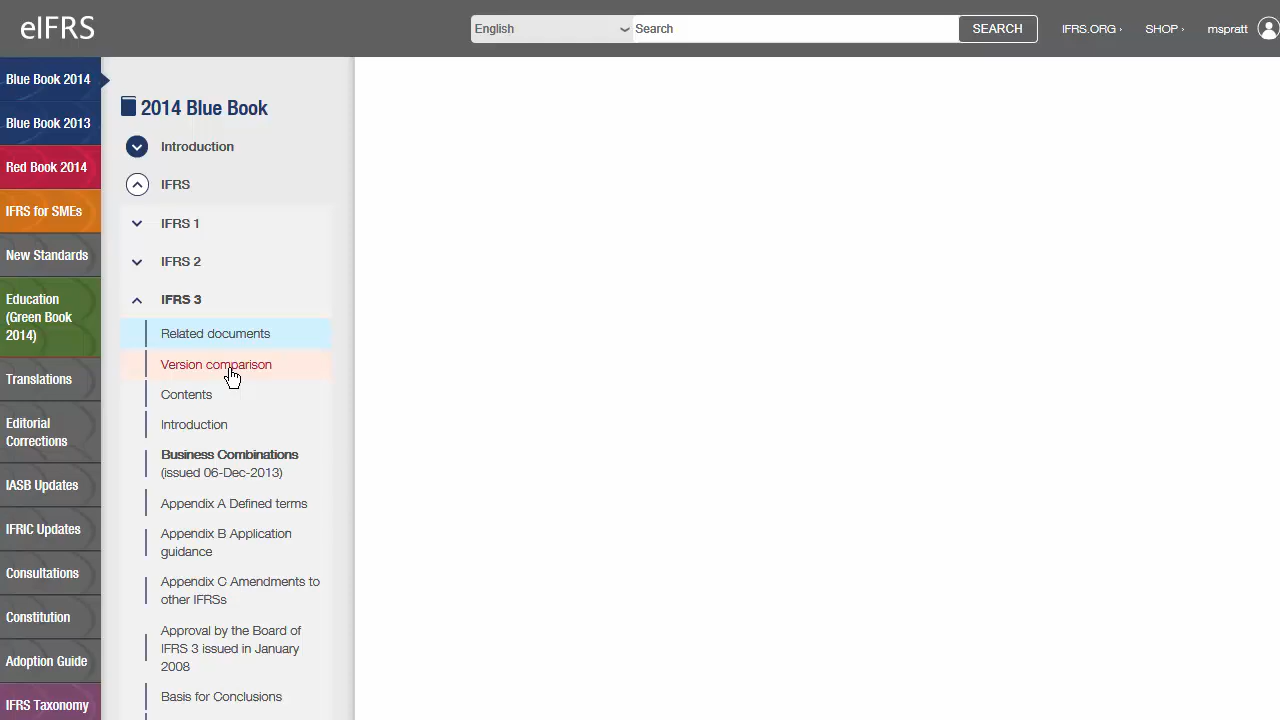 eIFRS
English
Search
SEARCH
IFRS.ORG ›
SHOP ›
mspratt
Blue Book 2014
Blue Book 2013
Red Book 2014
IFRS for SMEs
New Standards
Education
(Green Book
2014)
Translations
Editorial
Corrections
IASB Updates
IFRIC Updates
Consultations
Constitution
Adoption Guide
IFRS Taxonomy
2014 Blue Book
Introduction
IFRS
IFRS 1
IFRS 2
IFRS 3
Related documents
Version comparison
Contents
Introduction
Business Combinations
(issued 06-Dec-2013)
Appendix A Defined terms
Appendix B Application
guidance
Appendix C Amendments to
other IFRSs
Approval by the Board of
IFRS 3 issued in January
2008
Basis for Conclusions